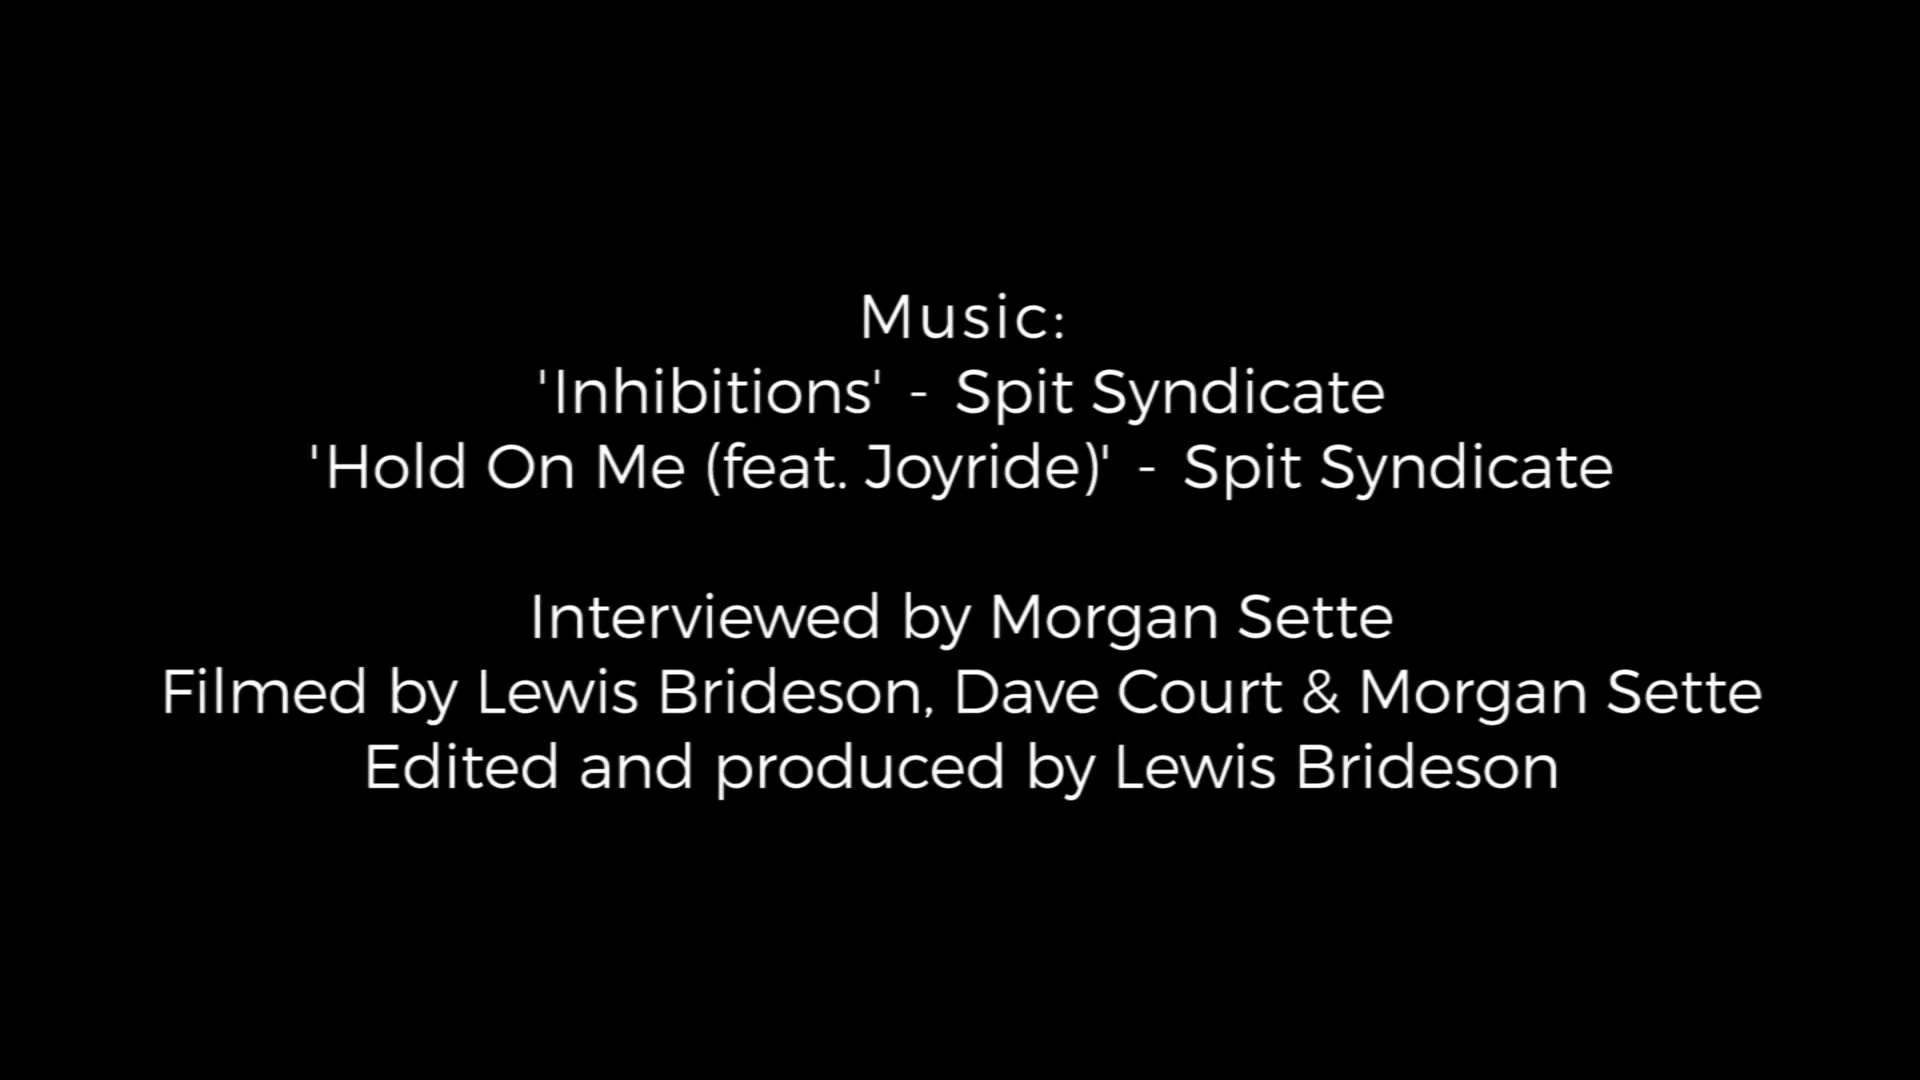 Music:
'Inhibitions' - Spit Syndicate
'Hold On Me (feat. Joyride)' - Spit Syndicate
Interviewed by Morgan Sette
Filmed by Lewis Brideson, Dave Court & Morgan Sette
Edited and produced by Lewis Brideson